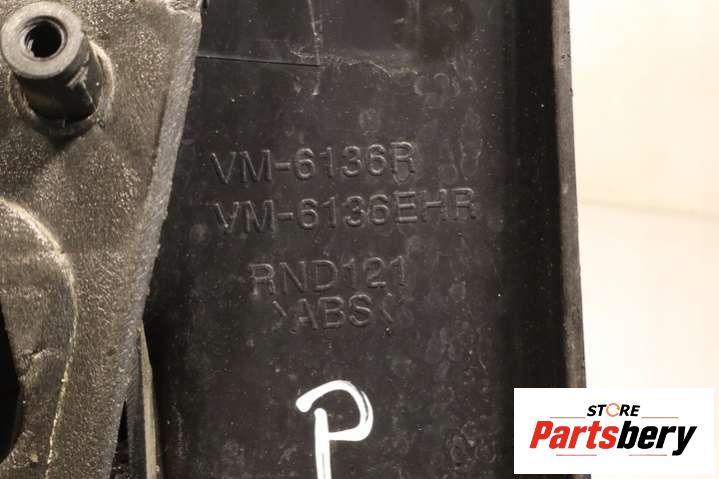 VM-6136R
VM-6136EHR
RND121
>ABS<
P
STORE
Partsbery